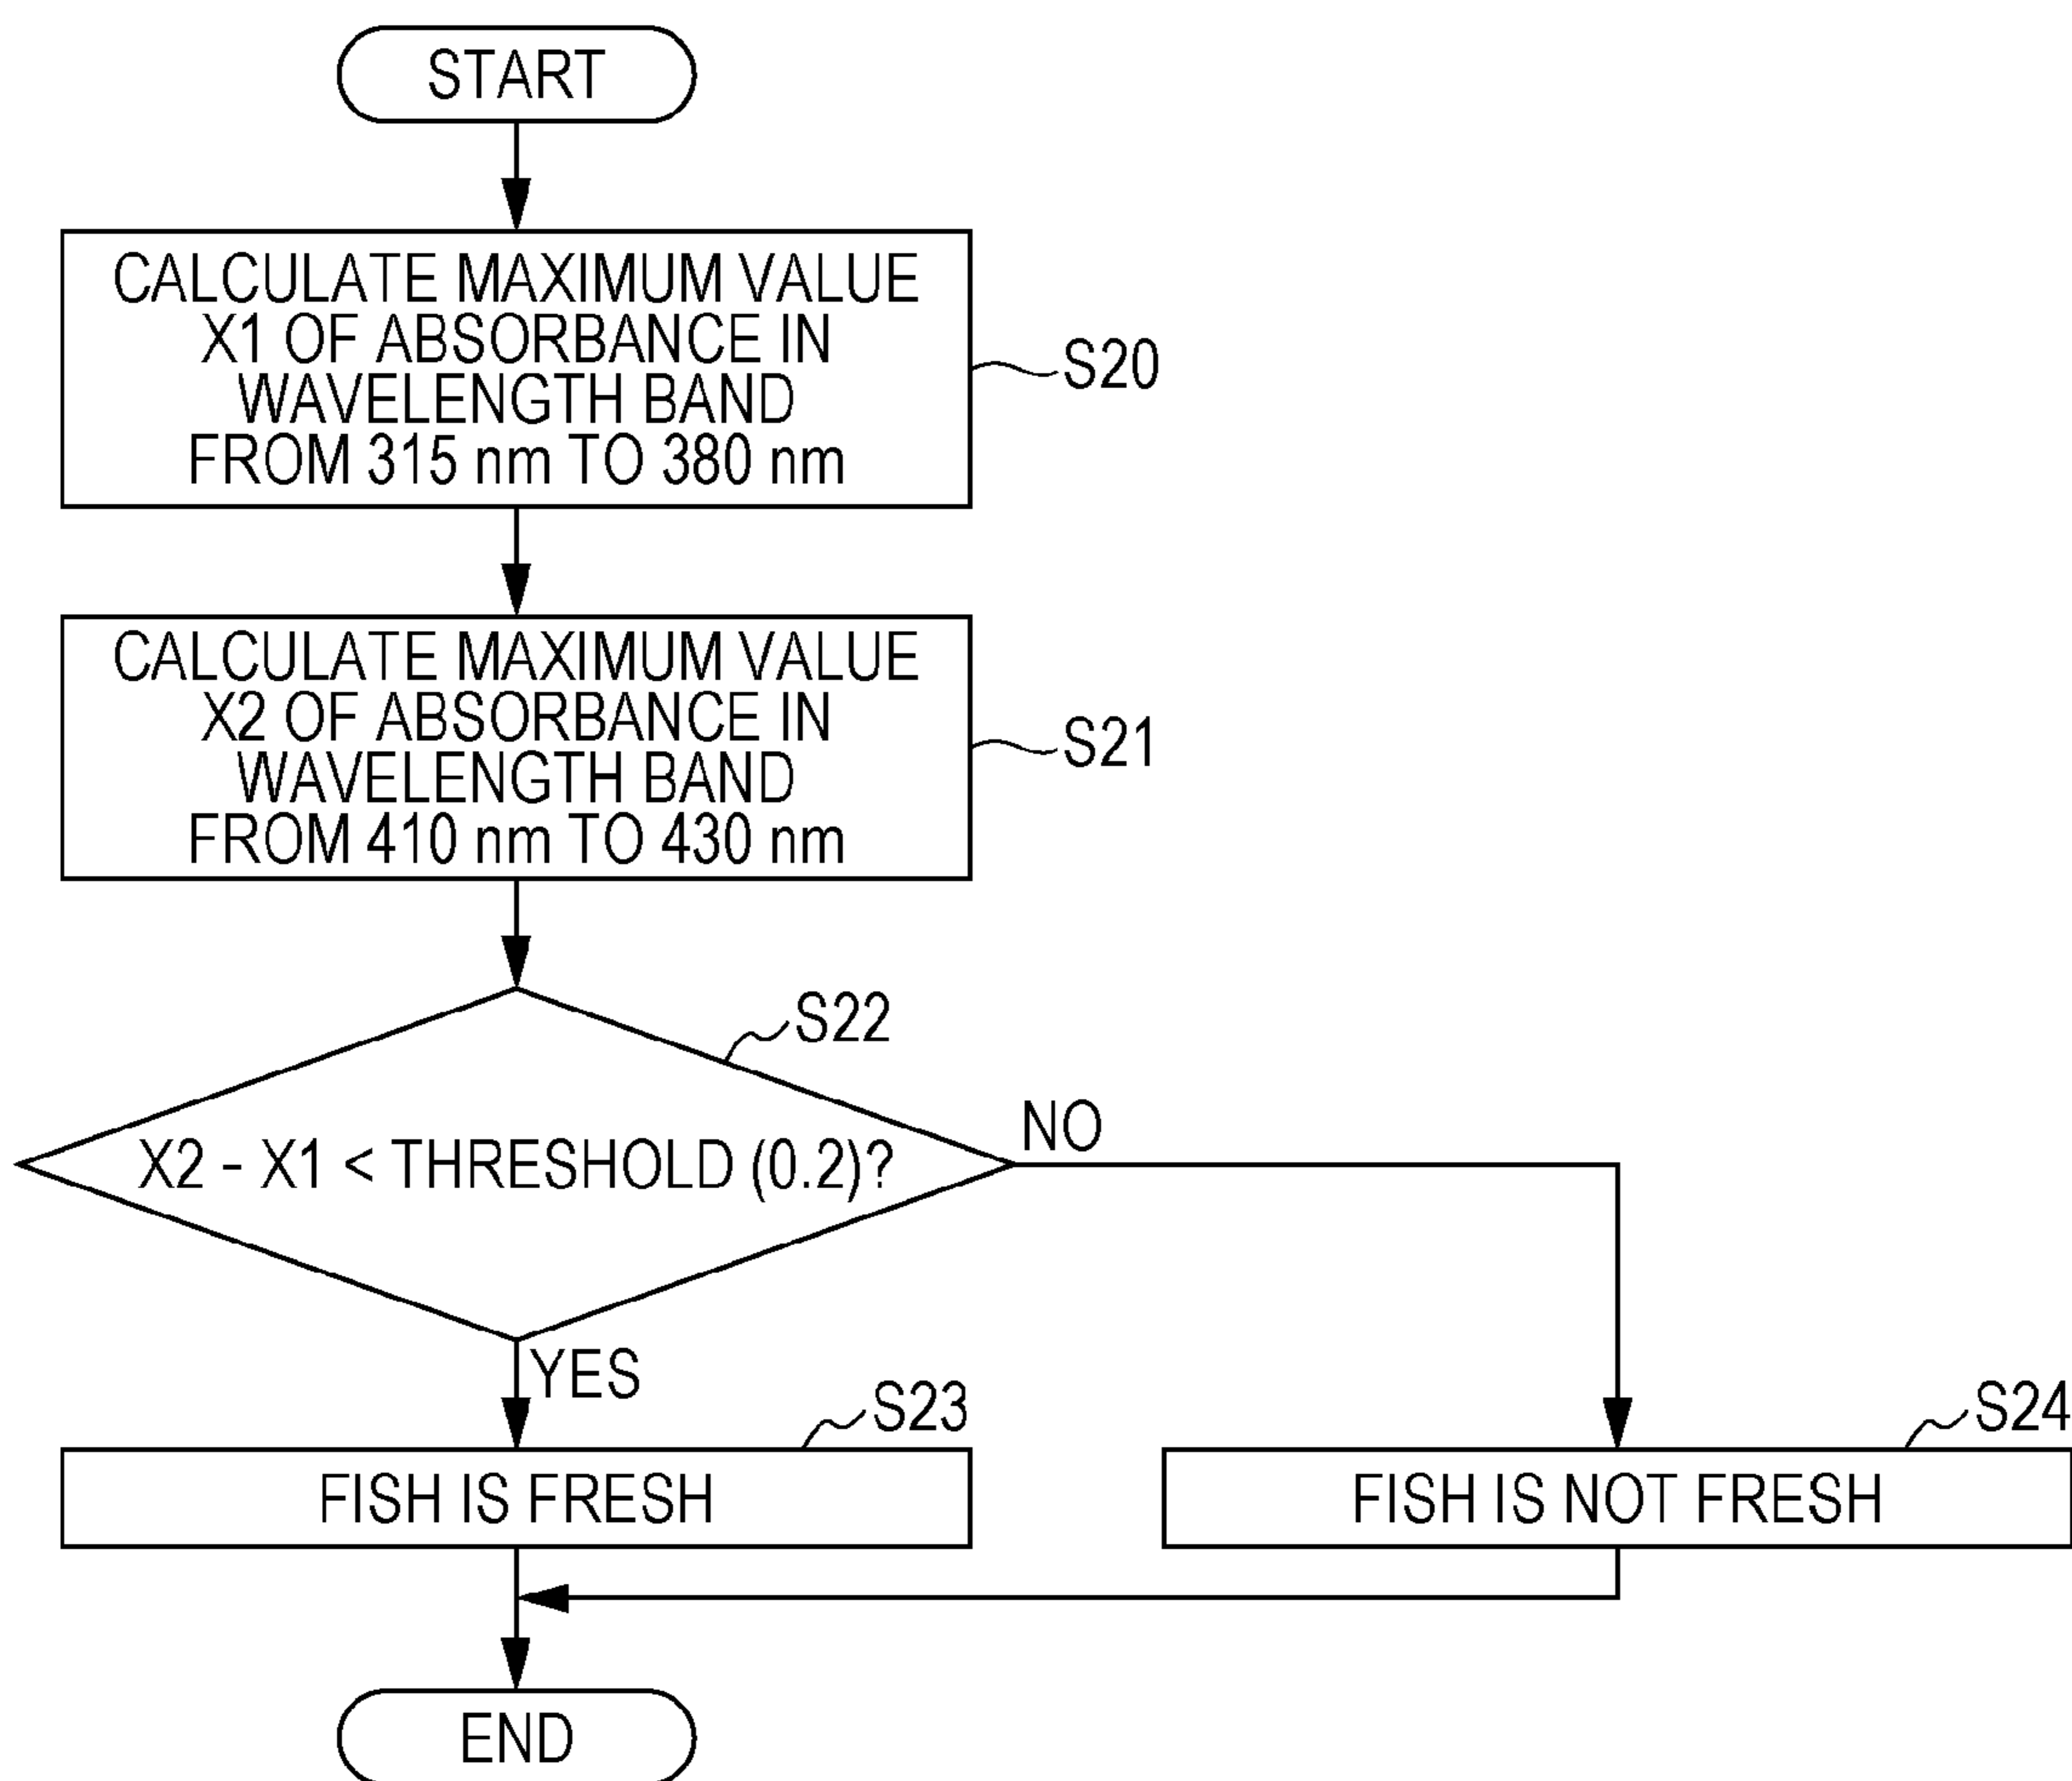 START
CALCULATE MAXIMUM VALUE
X1 OF ABSORBANCE IN
WAVELENGTH BAND
FROM 315 nm TO 380 nm
S20
CALCULATE MAXIMUM VALUE
X2 OF ABSORBANCE IN
WAVELENGTH BAND
FROM 410 nm TO 430 nm
S21
S22
X2 - X1 < THRESHOLD (0.2)?
NO
YES
S23
FISH IS FRESH
S24
FISH IS NOT FRESH
END